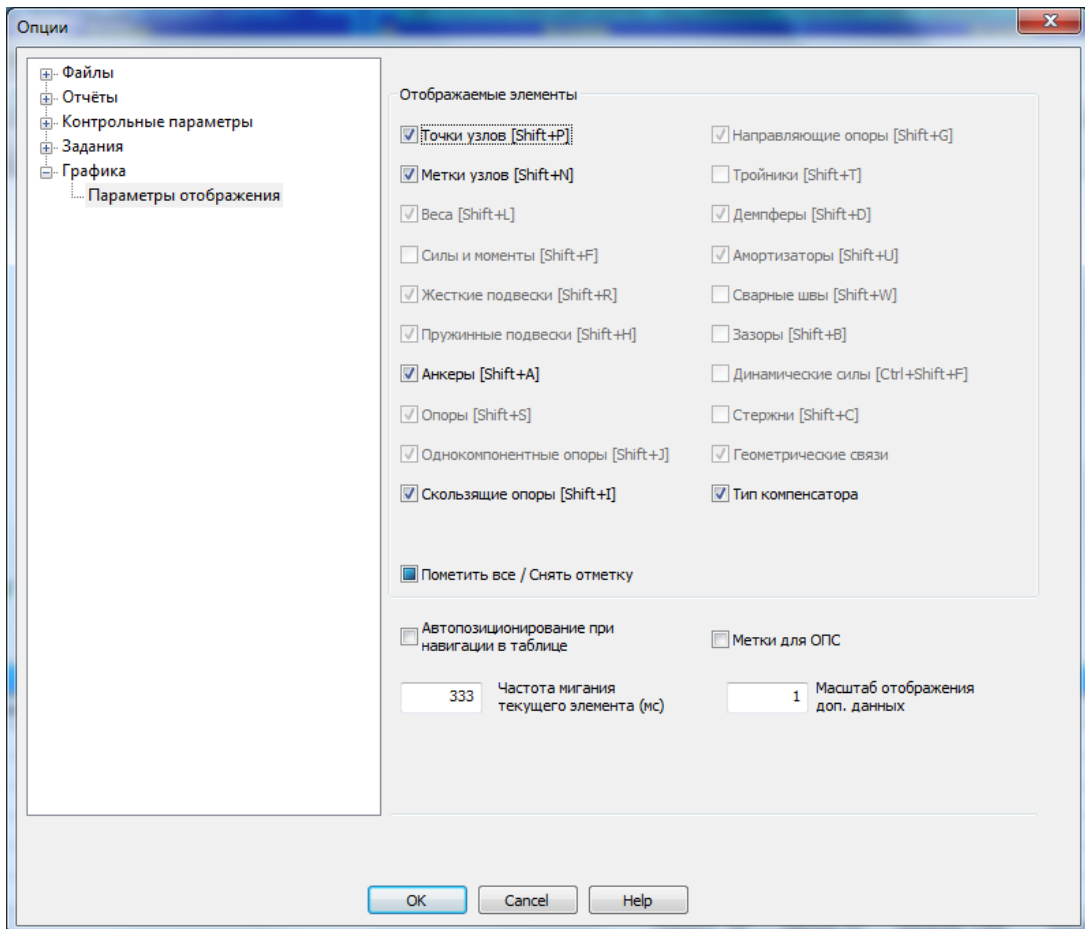 Опции
Файлы
Отчёты
Контрольные параметры
Задания
Графика
Параметры отображения
Отображаемые элементы
Точки узлов [Shift+P]
Метки узлов [Shift+N]
Веса [Shift+L]
Силы и моменты [Shift+F]
Жесткие подвески [Shift+R]
Пружинные подвески [Shift+H]
Анкеры [Shift+A]
Опоры [Shift+S]
Однокомпонентные опоры [Shift+J]
Скользящие опоры [Shift+I]
Направляющие опоры [Shift+G]
Тройники [Shift+T]
Демпферы [Shift+D]
Амортизаторы [Shift+U]
Сварные швы [Shift+W]
Зазоры [Shift+B]
Динамические силы [Ctrl+Shift+F]
Стержни [Shift+C]
Геометрические связи
Тип компенсатора
Пометить все / Снять отметку
Автопозиционирование при
навигации в таблице
Метки для ОПС
333
Частота мигания
текущего элемента (мс)
1
Масштаб отображения
доп. данных
OK
Cancel
Help